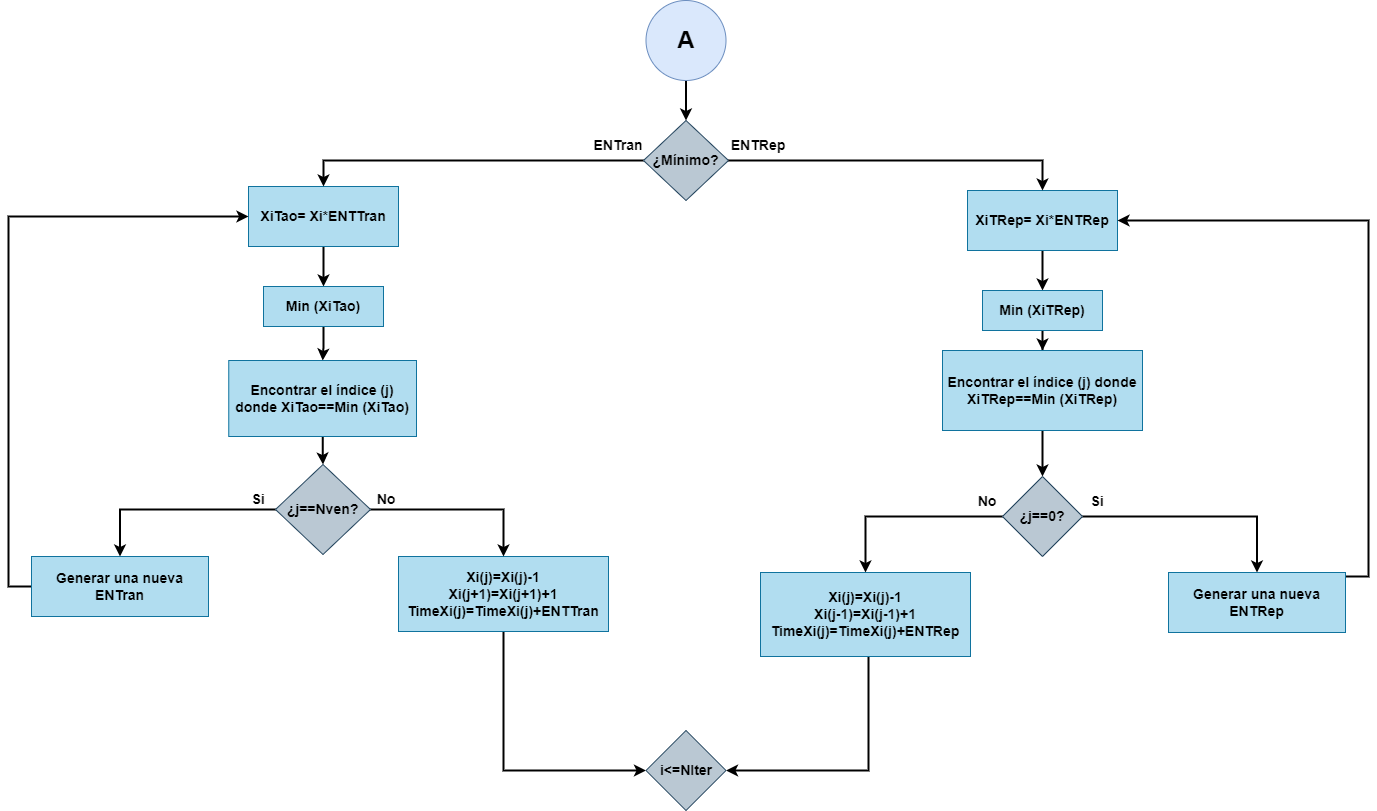 A
ENTran
¿Mínimo?
ENTRep
XiTao= Xi*ENTTran
Min (XiTao)
Encontrar el índice (j)
donde XiTao==Min (XiTao)
Si
¿j==Nven?
No
Generar una nueva
ENTran
Xi(j)=Xi(j)-1
Xi(j+1)=Xi(j+1)+1
TimeXi(j)=TimeXi(j)+ENTTran
XiTRep= Xi*ENTRep
Min (XiTRep)
Encontrar el índice (j) donde
XiTRep==Min (XiTRep)
No
¿j==0?
Si
Xi(j)=Xi(j)-1
Xi(j-1)=Xi(j-1)+1
TimeXi(j)=TimeXi(j)+ENTRep
Generar una nueva
ENTRep
i<=NIter